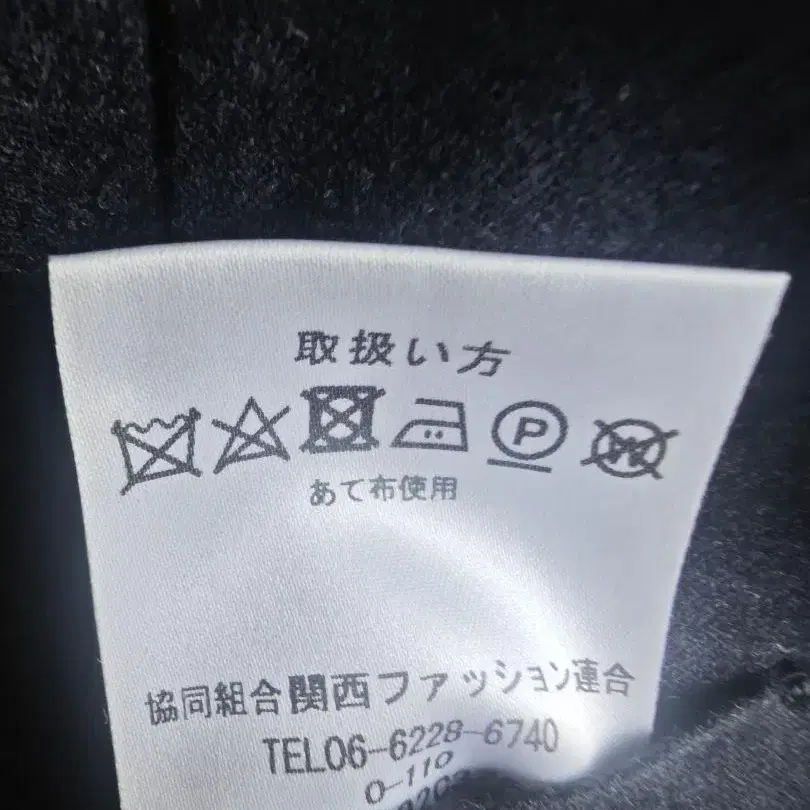 取扱い方
P W
あて布使用
協同組合関西ファッション連合
TEL06-6228-6740
0-110